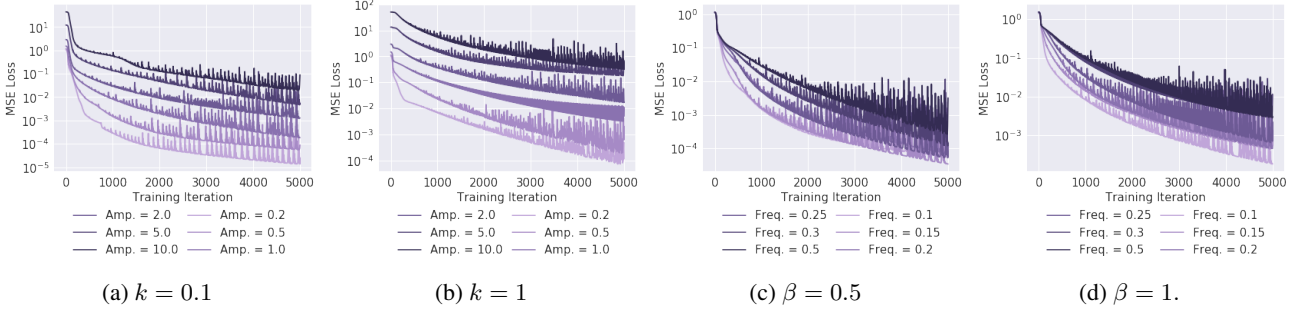 MSE Loss
10¹
10⁰
10⁻¹
10⁻²
10⁻³
10⁻⁴
10⁻⁵
0 1000 2000 3000 4000 5000
Training Iteration
Amp. = 2.0 Amp. = 0.2
Amp. = 5.0 Amp. = 0.5
Amp. = 10.0 Amp. = 1.0
(a) k = 0.1
MSE Loss
10¹
10⁰
10⁻¹
10⁻²
10⁻³
10⁻⁴
0 1000 2000 3000 4000 5000
Training Iteration
Amp. = 2.0 Amp. = 0.2
Amp. = 5.0 Amp. = 0.5
Amp. = 10.0 Amp. = 1.0
(b) k = 1
MSE Loss
10⁰
10⁻¹
10⁻²
10⁻³
10⁻⁴
0 1000 2000 3000 4000 5000
Training Iteration
Freq. = 0.25 Freq. = 0.1
Freq. = 0.3 Freq. = 0.15
Freq. = 0.5 Freq. = 0.2
(c) β = 0.5
MSE Loss
10⁰
10⁻¹
10⁻²
10⁻³
0 1000 2000 3000 4000 5000
Training Iteration
Freq. = 0.25 Freq. = 0.1
Freq. = 0.3 Freq. = 0.15
Freq. = 0.5 Freq. = 0.2
(d) β = 1.